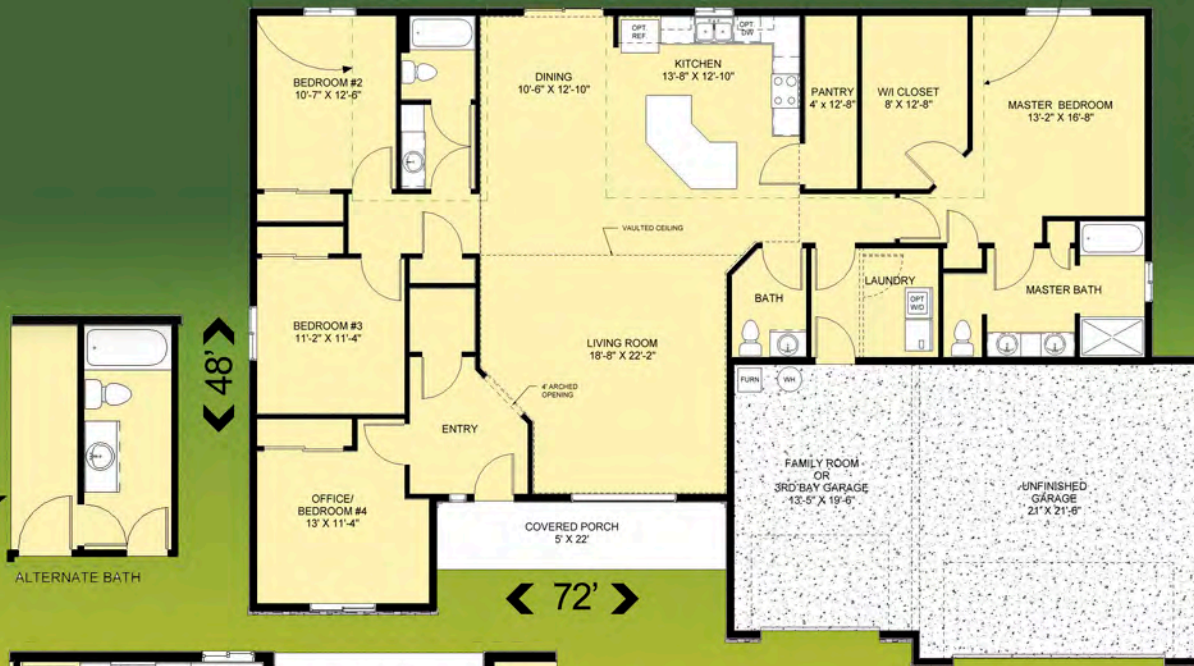 BEDROOM #2
10'-7" X 12'-6"
DINING
10'-6" X 12'-10"
OPT.
REF.
KITCHEN
13'-8" X 12'-10"
OPT.
DW
PANTRY
4' x 12'-8"
W/I CLOSET
8' X 12'-8"
MASTER BEDROOM
13'-2" X 16'-8"
VAULTED CEILING
BATH
LAUNDRY
OPT
W/D
MASTER BATH
BEDROOM #3
11'-2" X 11'-4"
LIVING ROOM
18'-8" X 22'-2"
48'
4' ARCHED
OPENING
ENTRY
FURN
WH
FAMILY ROOM
OR
3RD BAY GARAGE
13'-5" X 19'-6"
UNFINISHED
GARAGE
21' X 21'-6"
OFFICE/
BEDROOM #4
13' X 11'-4"
COVERED PORCH
5' X 22'
ALTERNATE BATH
72'